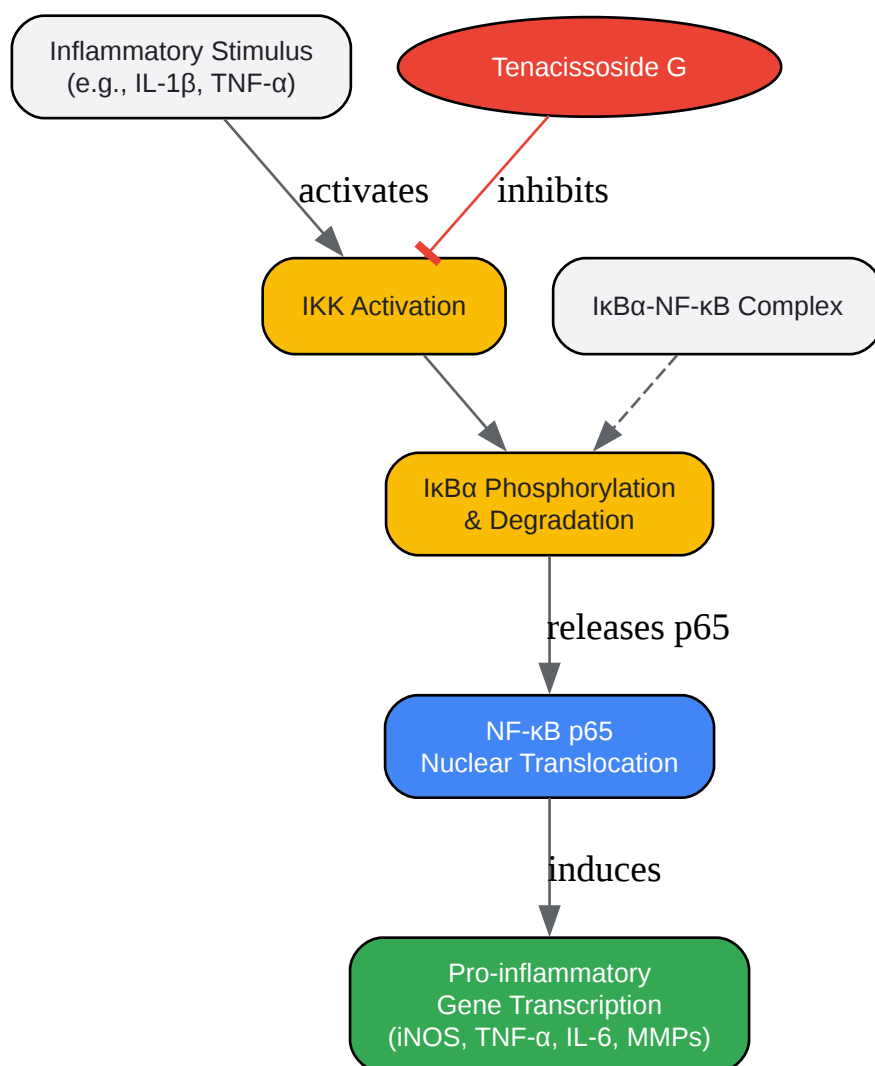 Inflammatory Stimulus
(e.g., IL-1β, TNF-α)
Tenacissoside G
activates
inhibits
IKK Activation
IκBα-NF-κB Complex
IκBα Phosphorylation
& Degradation
releases p65
NF-κB p65
Nuclear Translocation
induces
Pro-inflammatory
Gene Transcription
(iNOS, TNF-α, IL-6, MMPs)